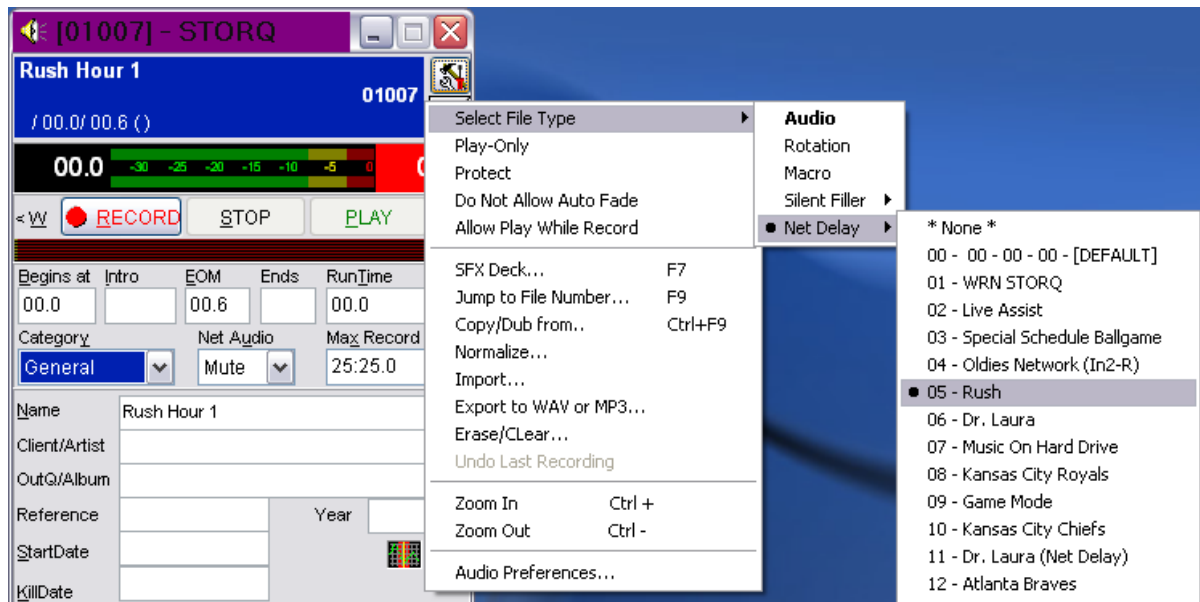 [01007] - STORQ
Rush Hour 1
01007
/ 00.0/ 00.6 ()
00.0 -30 -25 -20 -15 -10 -5 0
< W RECORD STOP PLAY
Begins at Intro EOM Ends RunTime
00.0 00.6 00.0
Category Net Audio Max Record
General Mute 25:25.0
Name Rush Hour 1
Client/Artist
OutQ/Album
Reference Year
StartDate
KillDate
Select File Type
Play-Only
Protect
Do Not Allow Auto Fade
Allow Play While Record
SFX Deck... F7
Jump to File Number... F9
Copy/Dub from.. Ctrl+F9
Normalize...
Import...
Export to WAV or MP3...
Erase/CLear...
Undo Last Recording
Zoom In Ctrl +
Zoom Out Ctrl -
Audio Preferences...
Audio
Rotation
Macro
Silent Filler
Net Delay
* None *
00 - 00 - 00 - 00 - [DEFAULT]
01 - WRN STORQ
02 - Live Assist
03 - Special Schedule Ballgame
04 - Oldies Network (In2-R)
05 - Rush
06 - Dr. Laura
07 - Music On Hard Drive
08 - Kansas City Royals
09 - Game Mode
10 - Kansas City Chiefs
11 - Dr. Laura (Net Delay)
12 - Atlanta Braves